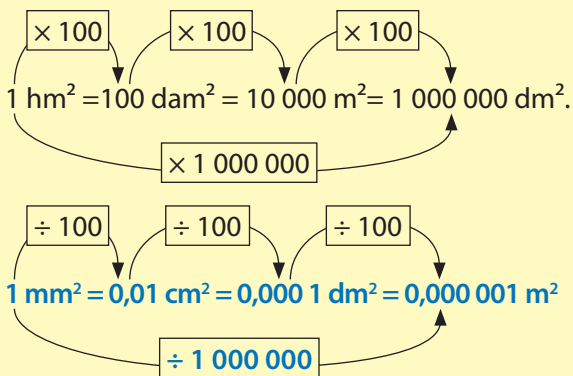 × 100 × 100 × 100
1 hm² =100 dam² = 10 000 m²= 1 000 000 dm².
× 1 000 000
÷ 100 ÷ 100 ÷ 100
1 mm² = 0,01 cm² = 0,000 1 dm² = 0,000 001 m²
÷ 1 000 000